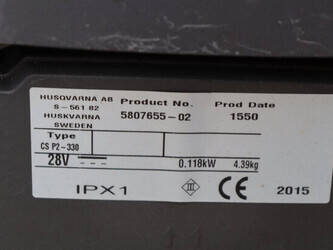 HUSQVARNA AB
S-561 82
HUSKVARNA
SWEDEN
Product No. Prod Date
5807655-02 1550
Type
CS P2-330
28V⎓ 0.118kW 4.39kg
IPX1 III CE 2015